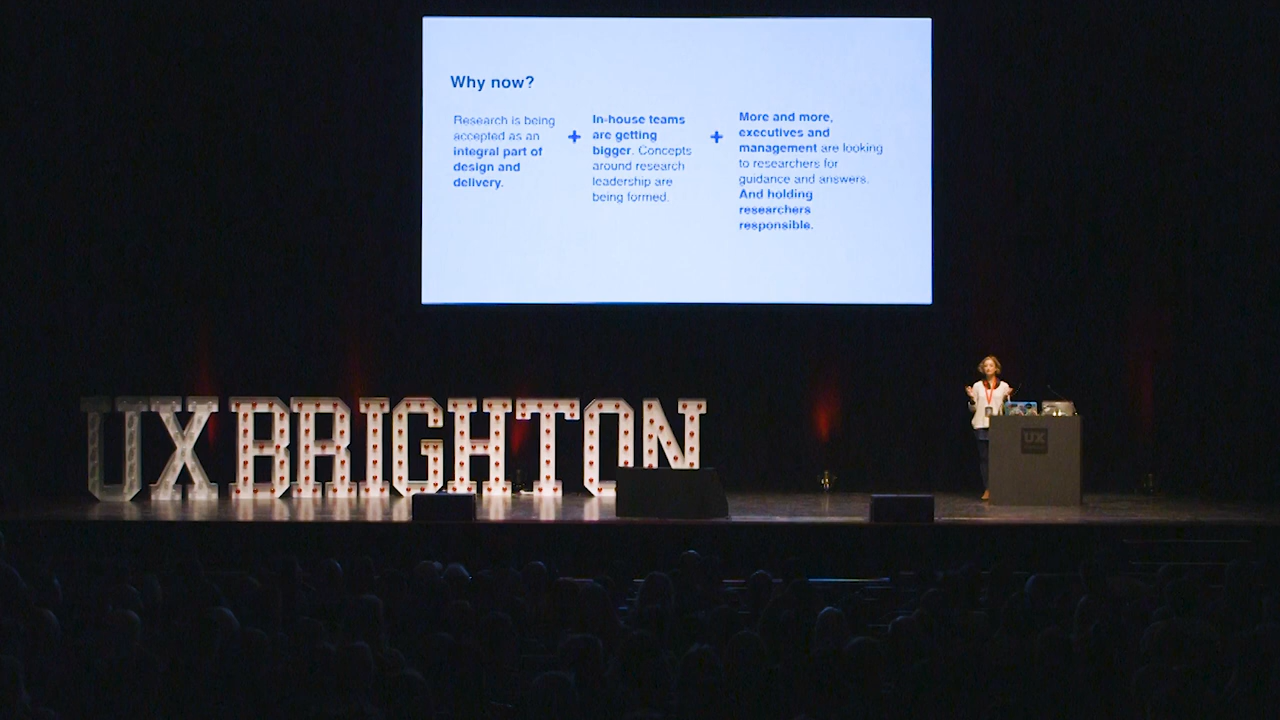 Why now?
Research is being
accepted as an
integral part of
design and
delivery.
+
In-house teams
are getting
bigger. Concepts
around research
leadership are
being formed.
+
More and more,
executives and
management are looking
to researchers for
guidance and answers.
And holding
researchers
responsible.
UXBRIGHTON
UX